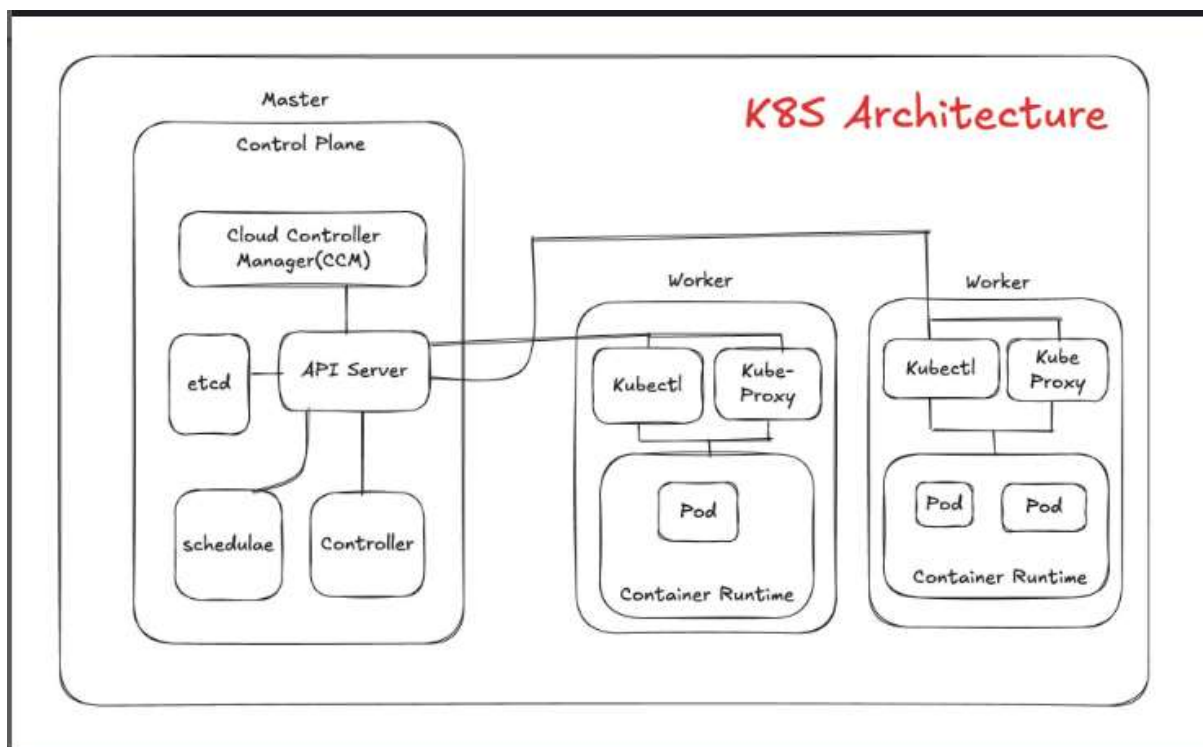 K8S Architecture
Master
Control Plane
Cloud Controller
Manager(CCM)
etcd
API Server
schedulae
Controller
Worker
Kubectl
Kube-
Proxy
Pod
Container Runtime
Worker
Kubectl
Kube
Proxy
Pod
Pod
Container Runtime